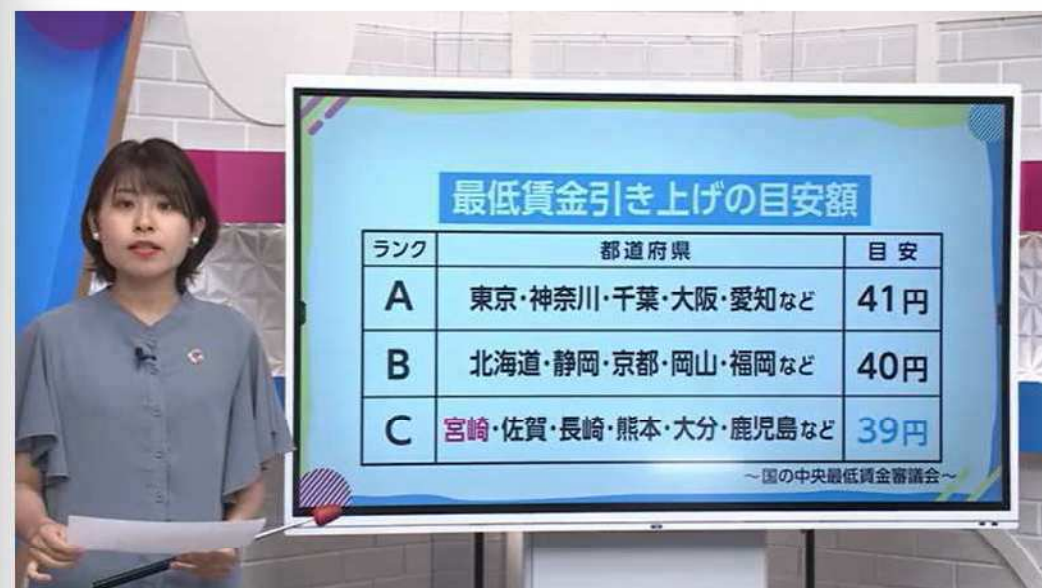 最低賃金引き上げの目安額
ランク 都道府県 目安
A 東京・神奈川・千葉・大阪・愛知など 41円
B 北海道・静岡・京都・岡山・福岡など 40円
C 宮崎・佐賀・長崎・熊本・大分・鹿児島など 39円
～国の中央最低賃金審議会～